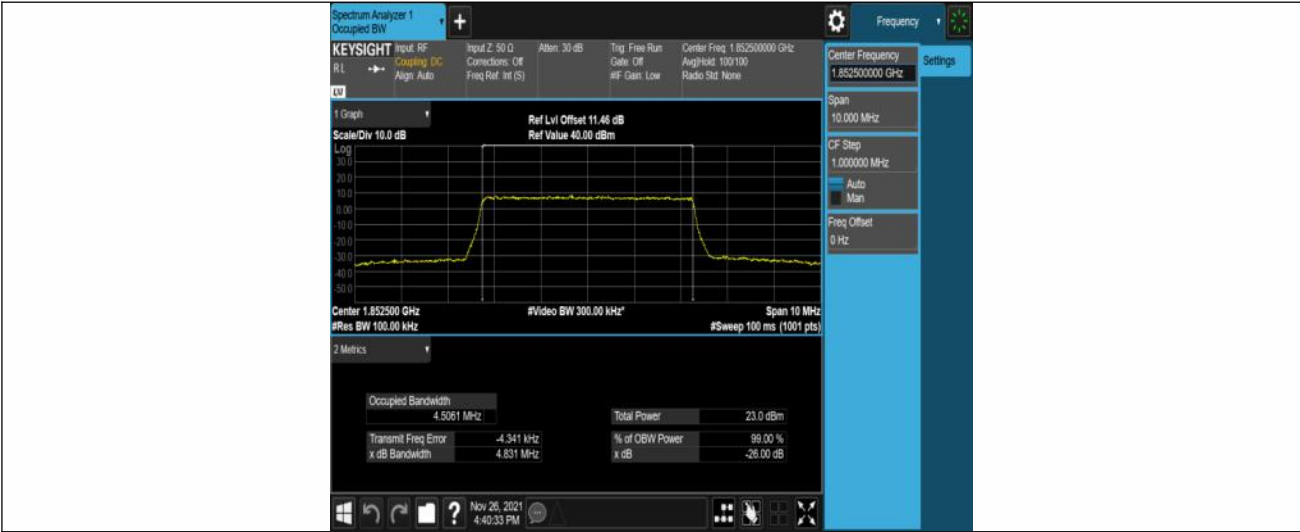 Spectrum Analyzer 1
Occupied BW
+
Frequency
KEYSIGHT
Input: RF
Coupling: DC
Align: Auto
Input Z: 50 Ω
Corrections: Off
Freq Ref: Int (S)
Atten: 30 dB
Trig: Free Run
Gate: Off
#IF Gain: Low
Center Freq: 1.852500000 GHz
Avg|Hold: 100/100
Radio Std: None
RL
LXI
Center Frequency
1.852500000 GHz
Settings
Span
10.000 MHz
CF Step
1.000000 MHz
Auto
Man
Freq Offset
0 Hz
1 Graph
Ref Lvl Offset 11.46 dB
Scale/Div 10.0 dB
Ref Value 40.00 dBm
Log
30.0
20.0
10.0
0.00
-10.0
-20.0
-30.0
-40.0
-50.0
Center 1.852500 GHz
#Video BW 300.00 kHz*
Span 10 MHz
#Res BW 100.00 kHz
#Sweep 100 ms (1001 pts)
2 Metrics
Occupied Bandwidth
4.5061 MHz
Total Power 23.0 dBm
Transmit Freq Error -4.341 kHz
% of OBW Power 99.00 %
x dB Bandwidth 4.831 MHz
x dB -26.00 dB
?
Nov 26, 2021
4:40:33 PM